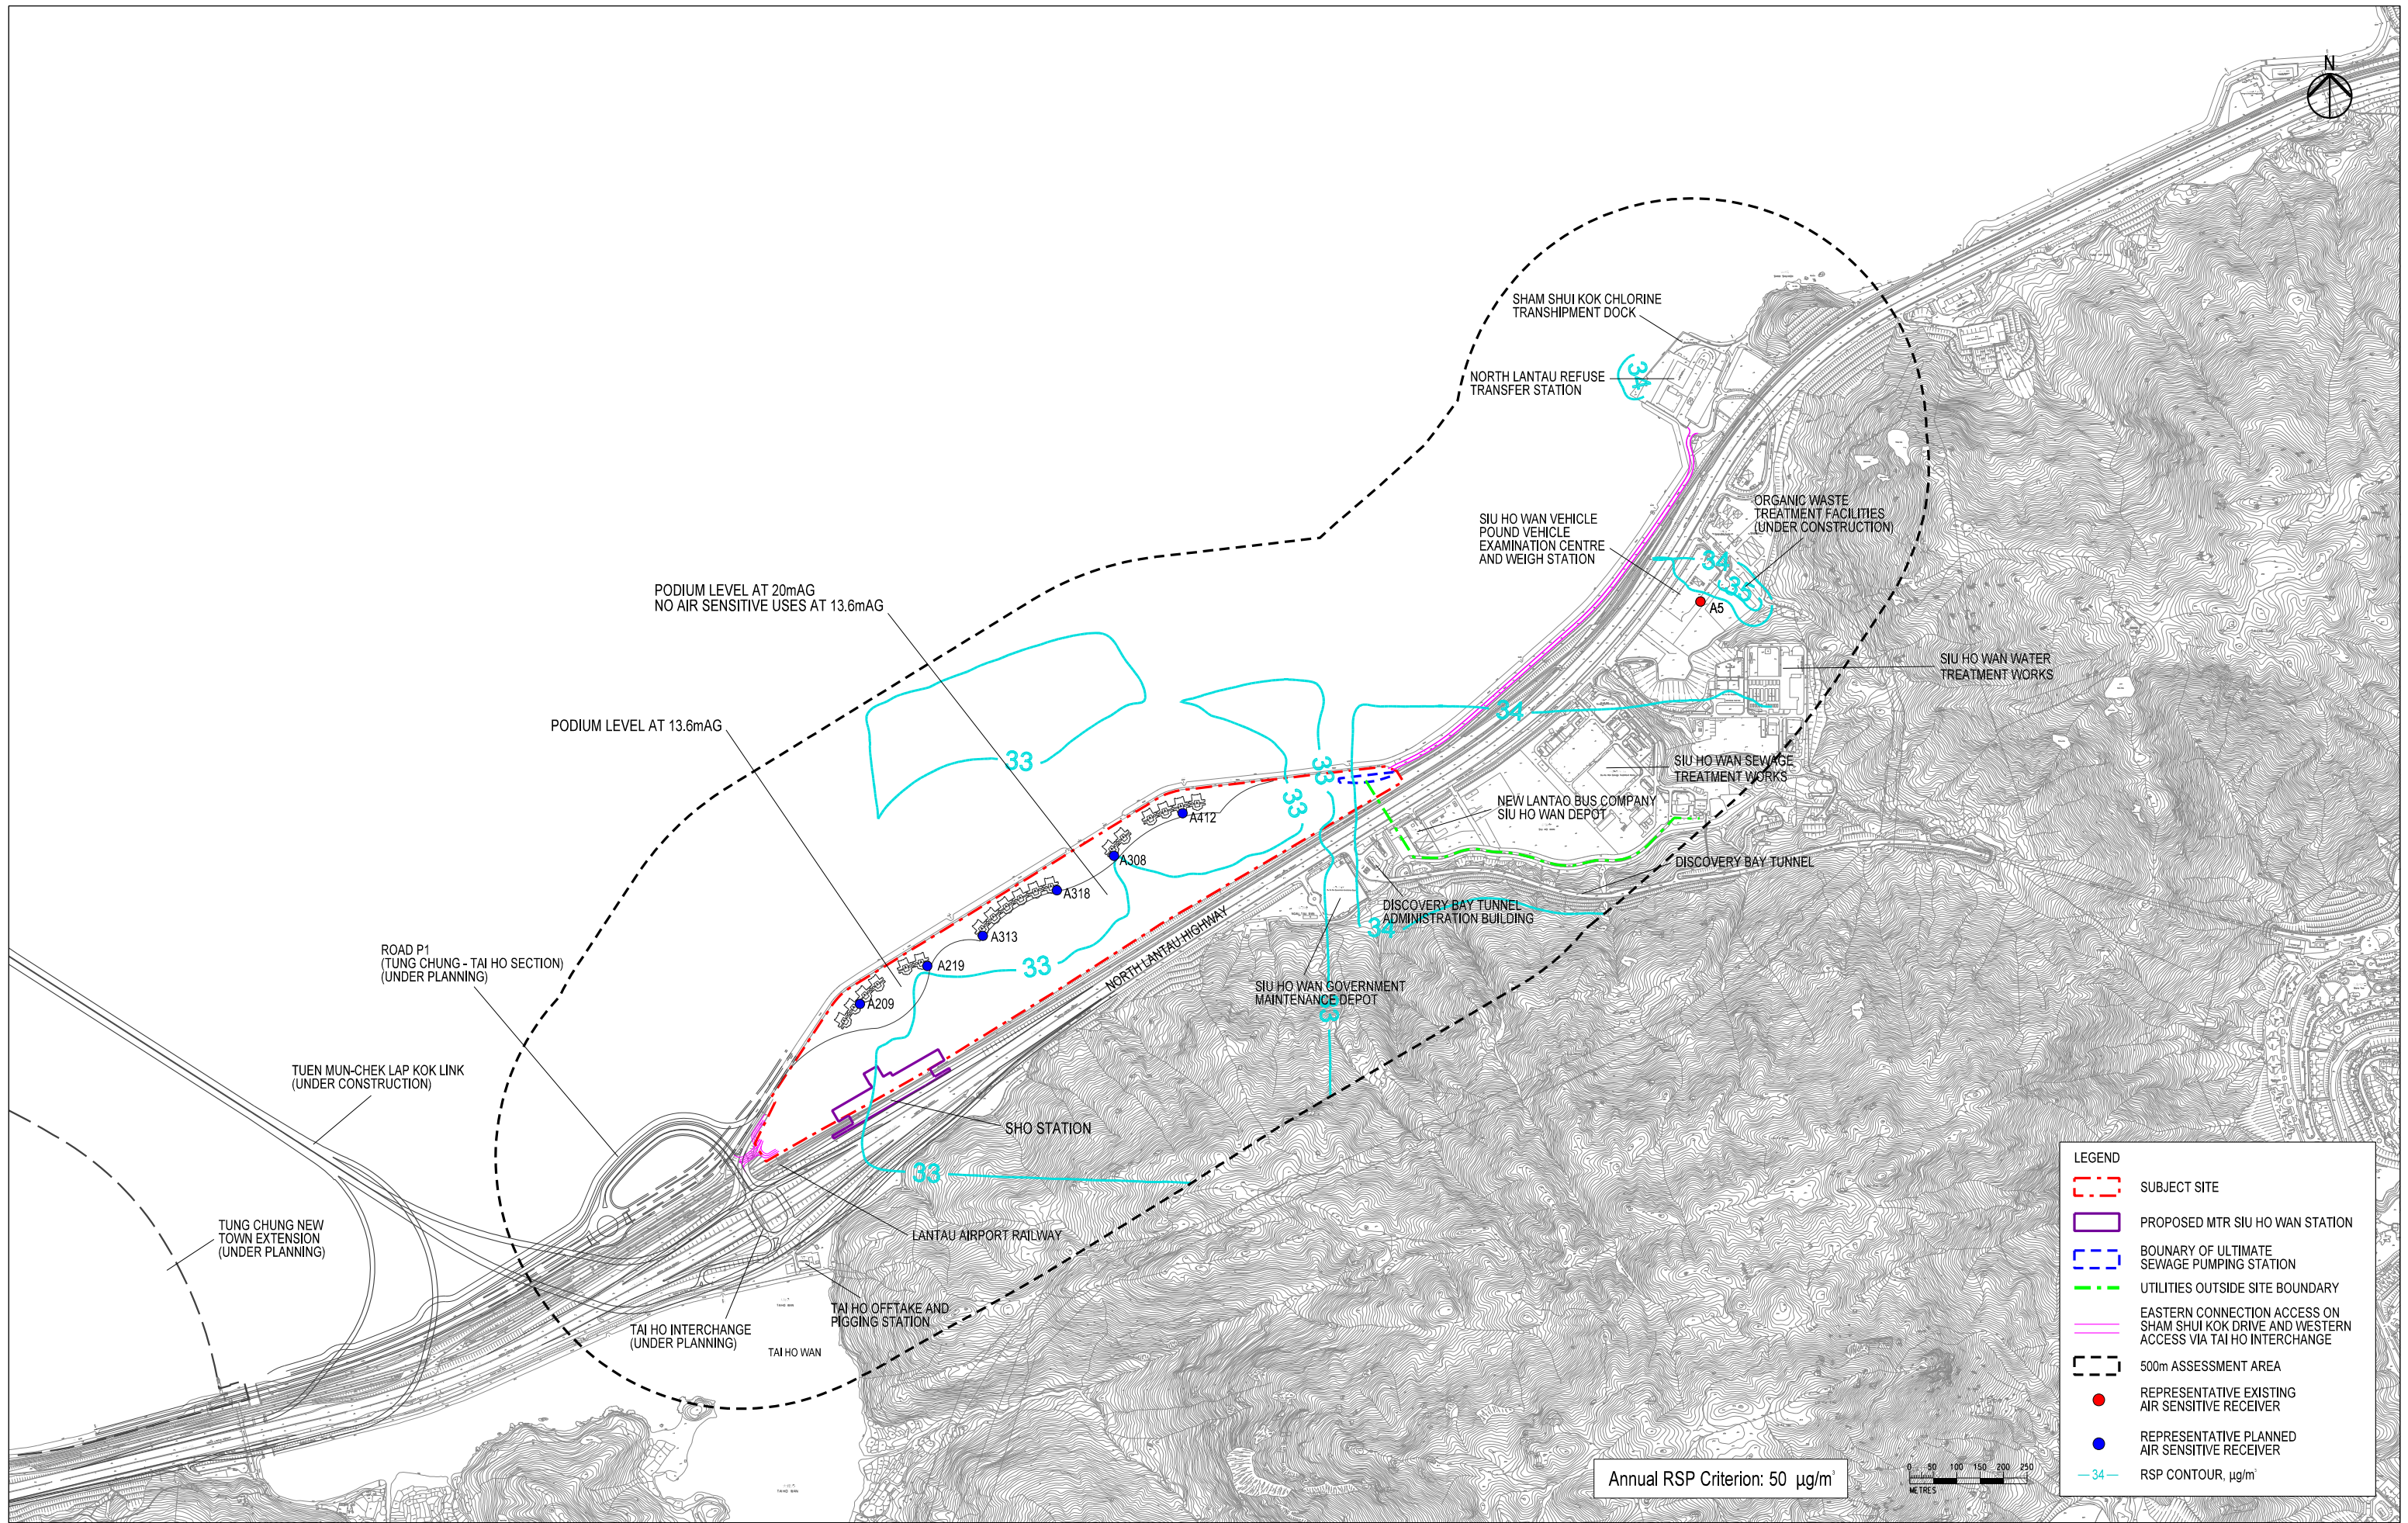 N
SHAM SHUI KOK CHLORINE
TRANSHIPMENT DOCK
34
NORTH LANTAU REFUSE
TRANSFER STATION
ORGANIC WASTE
TREATMENT FACILITIES
(UNDER CONSTRUCTION)
SIU HO WAN VEHICLE
POUND VEHICLE
EXAMINATION CENTRE
AND WEIGH STATION
34
35
A5
PODIUM LEVEL AT 20mAG
NO AIR SENSITIVE USES AT 13.6mAG
SIU HO WAN WATER
TREATMENT WORKS
34
PODIUM LEVEL AT 13.6mAG
33
33
33
SIU HO WAN SEWAGE
TREATMENT WORKS
NEW LANTAO BUS COMPANY
SIU HO WAN DEPOT
A412
A308
DISCOVERY BAY TUNNEL
A318
DISCOVERY BAY TUNNEL
ADMINISTRATION BUILDING
34
A313
NORTH LANTAU HIGHWAY
ROAD P1
(TUNG CHUNG - TAI HO SECTION)
(UNDER PLANNING)
A219
33
SIU HO WAN GOVERNMENT
MAINTENANCE DEPOT
33
A209
TUEN MUN-CHEK LAP KOK LINK
(UNDER CONSTRUCTION)
SHO STATION
33
TUNG CHUNG NEW
TOWN EXTENSION
(UNDER PLANNING)
LANTAU AIRPORT RAILWAY
TAI HO OFFTAKE AND
PIGGING STATION
TAI HO INTERCHANGE
(UNDER PLANNING)
TAI HO WAN
LEGEND
SUBJECT SITE
PROPOSED MTR SIU HO WAN STATION
BOUNARY OF ULTIMATE
SEWAGE PUMPING STATION
UTILITIES OUTSIDE SITE BOUNDARY
EASTERN CONNECTION ACCESS ON
SHAM SHUI KOK DRIVE AND WESTERN
ACCESS VIA TAI HO INTERCHANGE
500m ASSESSMENT AREA
REPRESENTATIVE EXISTING
AIR SENSITIVE RECEIVER
REPRESENTATIVE PLANNED
AIR SENSITIVE RECEIVER
34 RSP CONTOUR, µg/m³
Annual RSP Criterion: 50 µg/m³
0 50 100 150 200 250
METRES